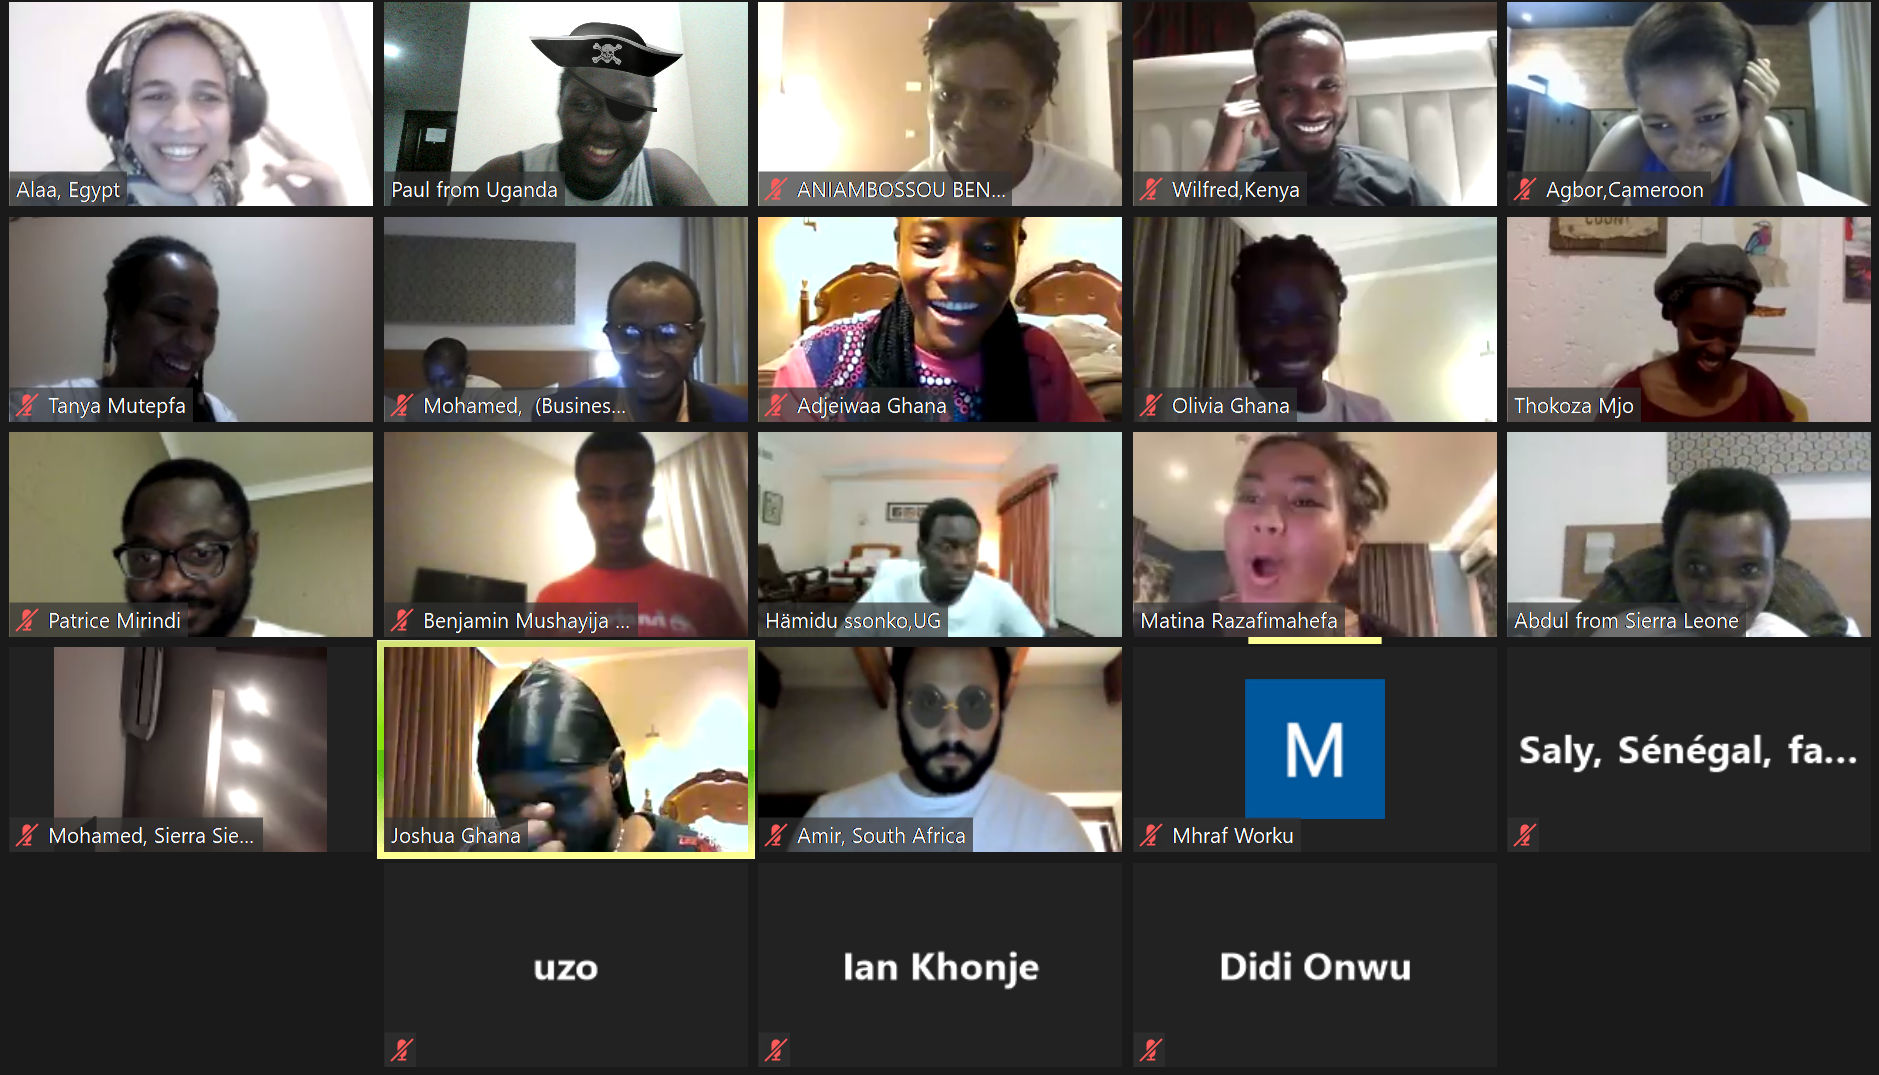 Alaa, Egypt
Paul from Uganda
ANIAMBOSSOU BEN...
Wilfred,Kenya
Agbor,Cameroon
COUNT
Tanya Mutepfa
Mohamed, (Busines...
Adjeiwaa Ghana
Olivia Ghana
Thokoza Mjo
Patrice Mirindi
Benjamin Mushayija ...
Hämidu ssonko,UG
Matina Razafimahefa
Abdul from Sierra Leone
Mohamed, Sierra Sie...
Joshua Ghana
Amir, South Africa
M
Mhraf Worku
Saly, Sénégal, fa...
uzo
Ian Khonje
Didi Onwu